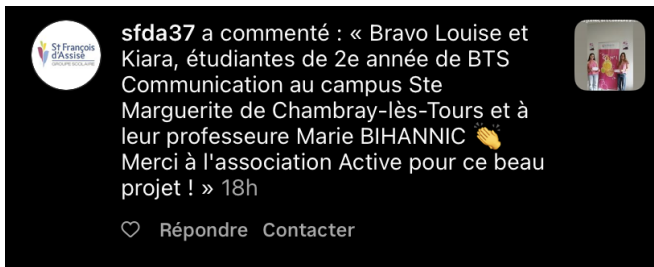 St François
d'Assise
GROUPE SCOLAIRE
sfda37 a commenté : « Bravo Louise et
Kiara, étudiantes de 2e année de BTS
Communication au campus Ste
Marguerite de Chambray-lès-Tours et à
leur professeure Marie BIHANNIC 👏
Merci à l'association Active pour ce beau
projet ! » 18h
Répondre Contacter